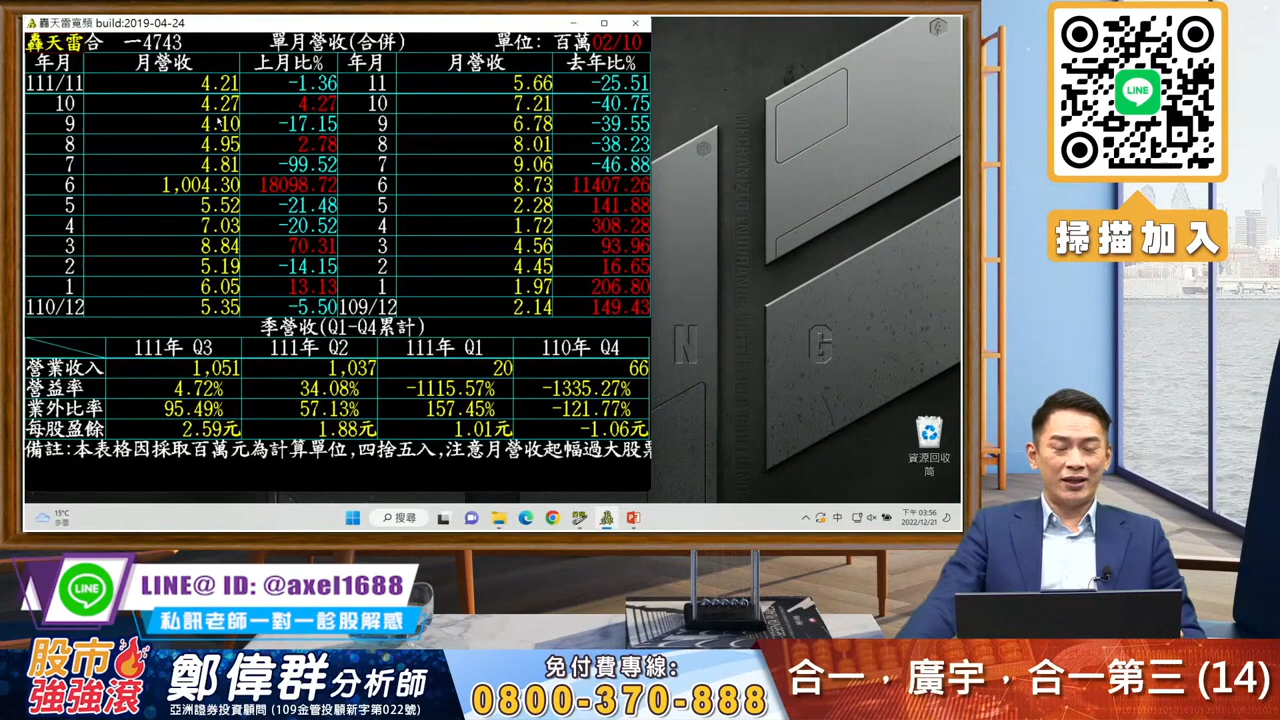 轟天雷寬頻 build:2019-04-24
轟天雷合 一4743 單月營收(合併) 單位: 百萬02/10
年月 月營收 上月比% 年月 月營收 去年比%
111/11 4.21 -1.36 11 5.66 -25.51
10 4.27 4.27 10 7.21 -40.75
9 4.10 -17.15 9 6.78 -39.55
8 4.95 2.78 8 8.01 -38.23
7 4.81 -99.52 7 9.06 -46.88
6 1,004.30 18098.72 6 8.73 11407.26
5 5.52 -21.48 5 2.28 141.88
4 7.03 -20.52 4 1.72 308.28
3 8.84 70.31 3 4.56 93.96
2 5.19 -14.15 2 4.45 16.65
1 6.05 13.13 1 1.97 206.80
110/12 5.35 -5.50 109/12 2.14 149.43
季營收(Q1-Q4累計)
111年 Q3 111年 Q2 111年 Q1 110年 Q4
營業收入 1,051 1,037 20 66
營益率 4.72% 34.08% -1115.57% -1335.27%
業外比率 95.49% 57.13% 157.45% -121.77%
每股盈餘 2.59元 1.88元 1.01元 -1.06元
備註:本表格因採取百萬元為計算單位,四捨五入,注意月營收起幅過大股票
N G
資源回收筒
15°C
多雲
搜尋
中
下午 03:56
2022/12/21
LINE
掃描加入
LINE
LINE@ ID: @axel1688
私訊老師一對一診股解惑
股市強強滾
鄭偉群分析師
亞洲證券投資顧問 (109金管投顧新字第022號)
免付費專線:
0800-370-888
合一，廣宇，合一第三 (14)